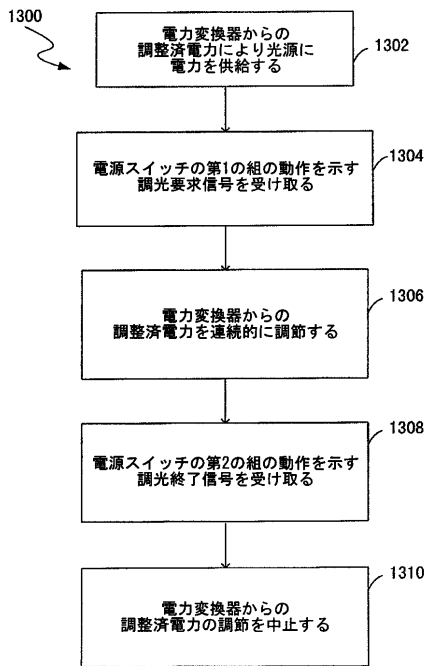 1300
電力変換器からの
調整済電力により光源に
電力を供給する
1302
電源スイッチの第1の組の動作を示す
調光要求信号を受け取る
1304
電力変換器からの
調整済電力を連続的に調節する
1306
電源スイッチの第2の組の動作を示す
調光終了信号を受け取る
1308
電力変換器からの
調整済電力の調節を中止する
1310